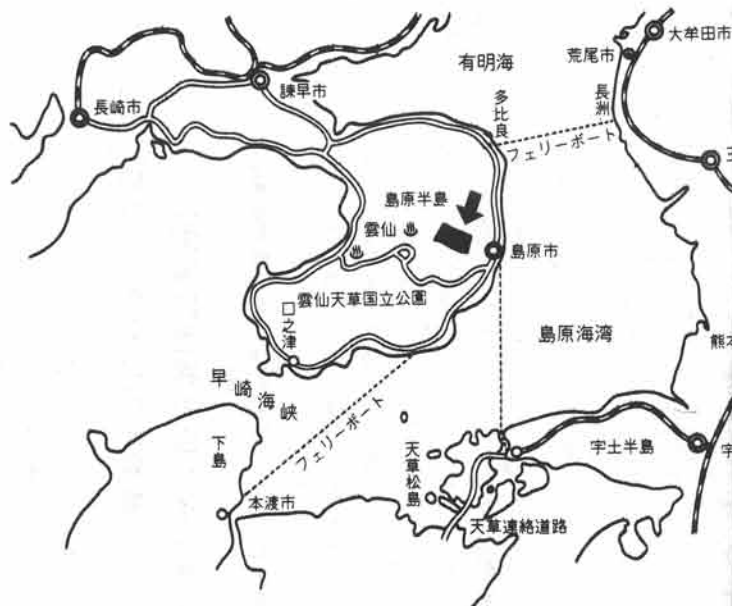 大牟田市
荒尾市
有明海
諫早市
長崎市
多比良
長洲
フェリーボート
島原半島
雲仙
島原市
雲仙天草国立公園
口之津
島原海湾
早崎海峡
フェリーボート
下島
天草松島
宇土半島
本渡市
天草連絡道路